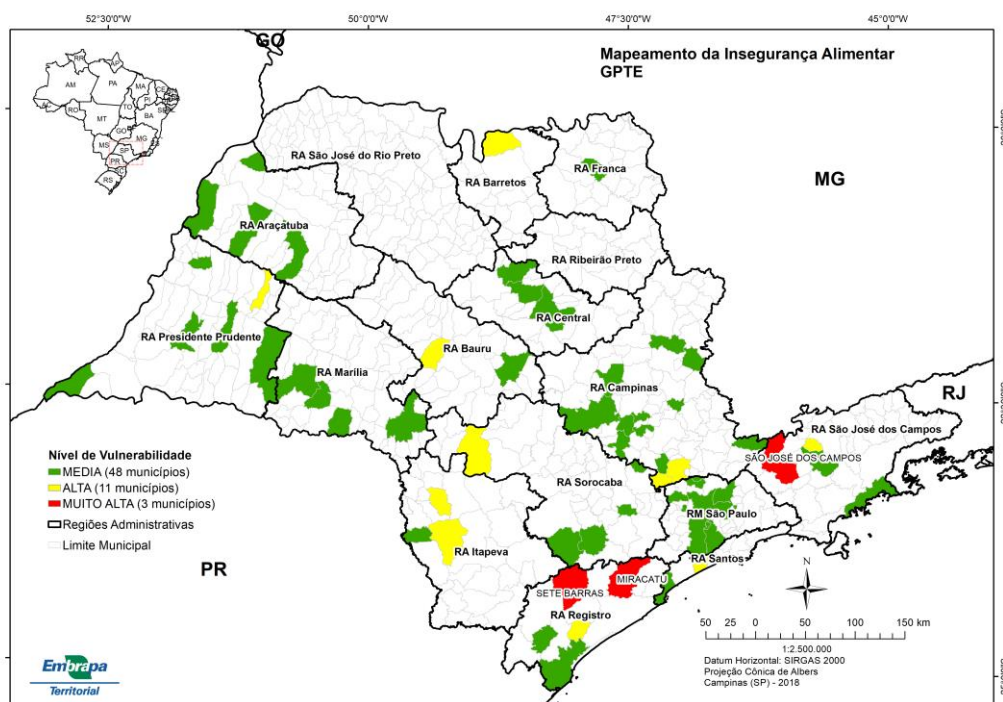 52°30'0"W
50°0'0"W
47°30'0"W
45°0'0"W
GO
Mapeamento da Insegurança Alimentar
GPTE
RR
AP
AM
PA
MA
CE
PI
AC
RO
TO
BA
MT
GO
MG
MS
SP
PR
SC
RS
MG
RJ
PR
RA São José do Rio Preto
RA Barretos
RA Franca
RA Araçatuba
RA Ribeirão Preto
RA Central
RA Presidente Prudente
RA Bauru
RA Marília
RA Campinas
RA São José dos Campos
SÃO JOSÉ DOS CAMPOS
RA Sorocaba
RM São Paulo
RA Itapeva
RA Santos
MIRACATU
SETE BARRAS
RA Registro
Nível de Vulnerabilidade
MEDIA (48 municípios)
ALTA (11 municípios)
MUITO ALTA (3 municípios)
Regiões Administrativas
Limite Municipal
N
50 25 0 50 100 150 km
1:2.500.000
Datum Horizontal: SIRGAS 2000
Projeção Cônica de Albers
Campinas (SP) - 2018
Embrapa
Territorial